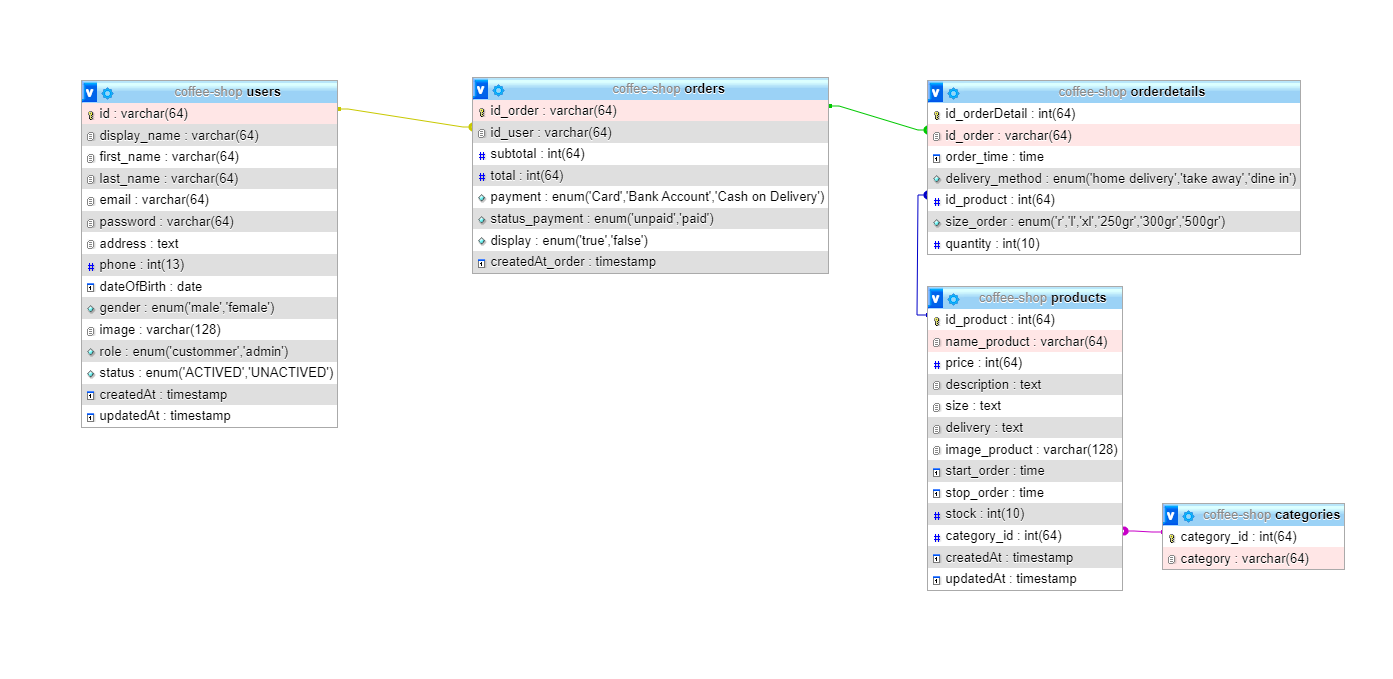 coffee-shop users
id : varchar(64)
display_name : varchar(64)
first_name : varchar(64)
last_name : varchar(64)
email : varchar(64)
password : varchar(64)
address : text
phone : int(13)
dateOfBirth : date
gender : enum('male','female')
image : varchar(128)
role : enum('custommer','admin')
status : enum('ACTIVED','UNACTIVED')
createdAt : timestamp
updatedAt : timestamp
coffee-shop orders
id_order : varchar(64)
id_user : varchar(64)
subtotal : int(64)
total : int(64)
payment : enum('Card','Bank Account','Cash on Delivery')
status_payment : enum('unpaid','paid')
display : enum('true','false')
createdAt_order : timestamp
coffee-shop orderdetails
id_orderDetail : int(64)
id_order : varchar(64)
order_time : time
delivery_method : enum('home delivery','take away','dine in')
id_product : int(64)
size_order : enum('r','l','xl','250gr','300gr','500gr')
quantity : int(10)
coffee-shop products
id_product : int(64)
name_product : varchar(64)
price : int(64)
description : text
size : text
delivery : text
image_product : varchar(128)
start_order : time
stop_order : time
stock : int(10)
category_id : int(64)
createdAt : timestamp
updatedAt : timestamp
coffee-shop categories
category_id : int(64)
category : varchar(64)